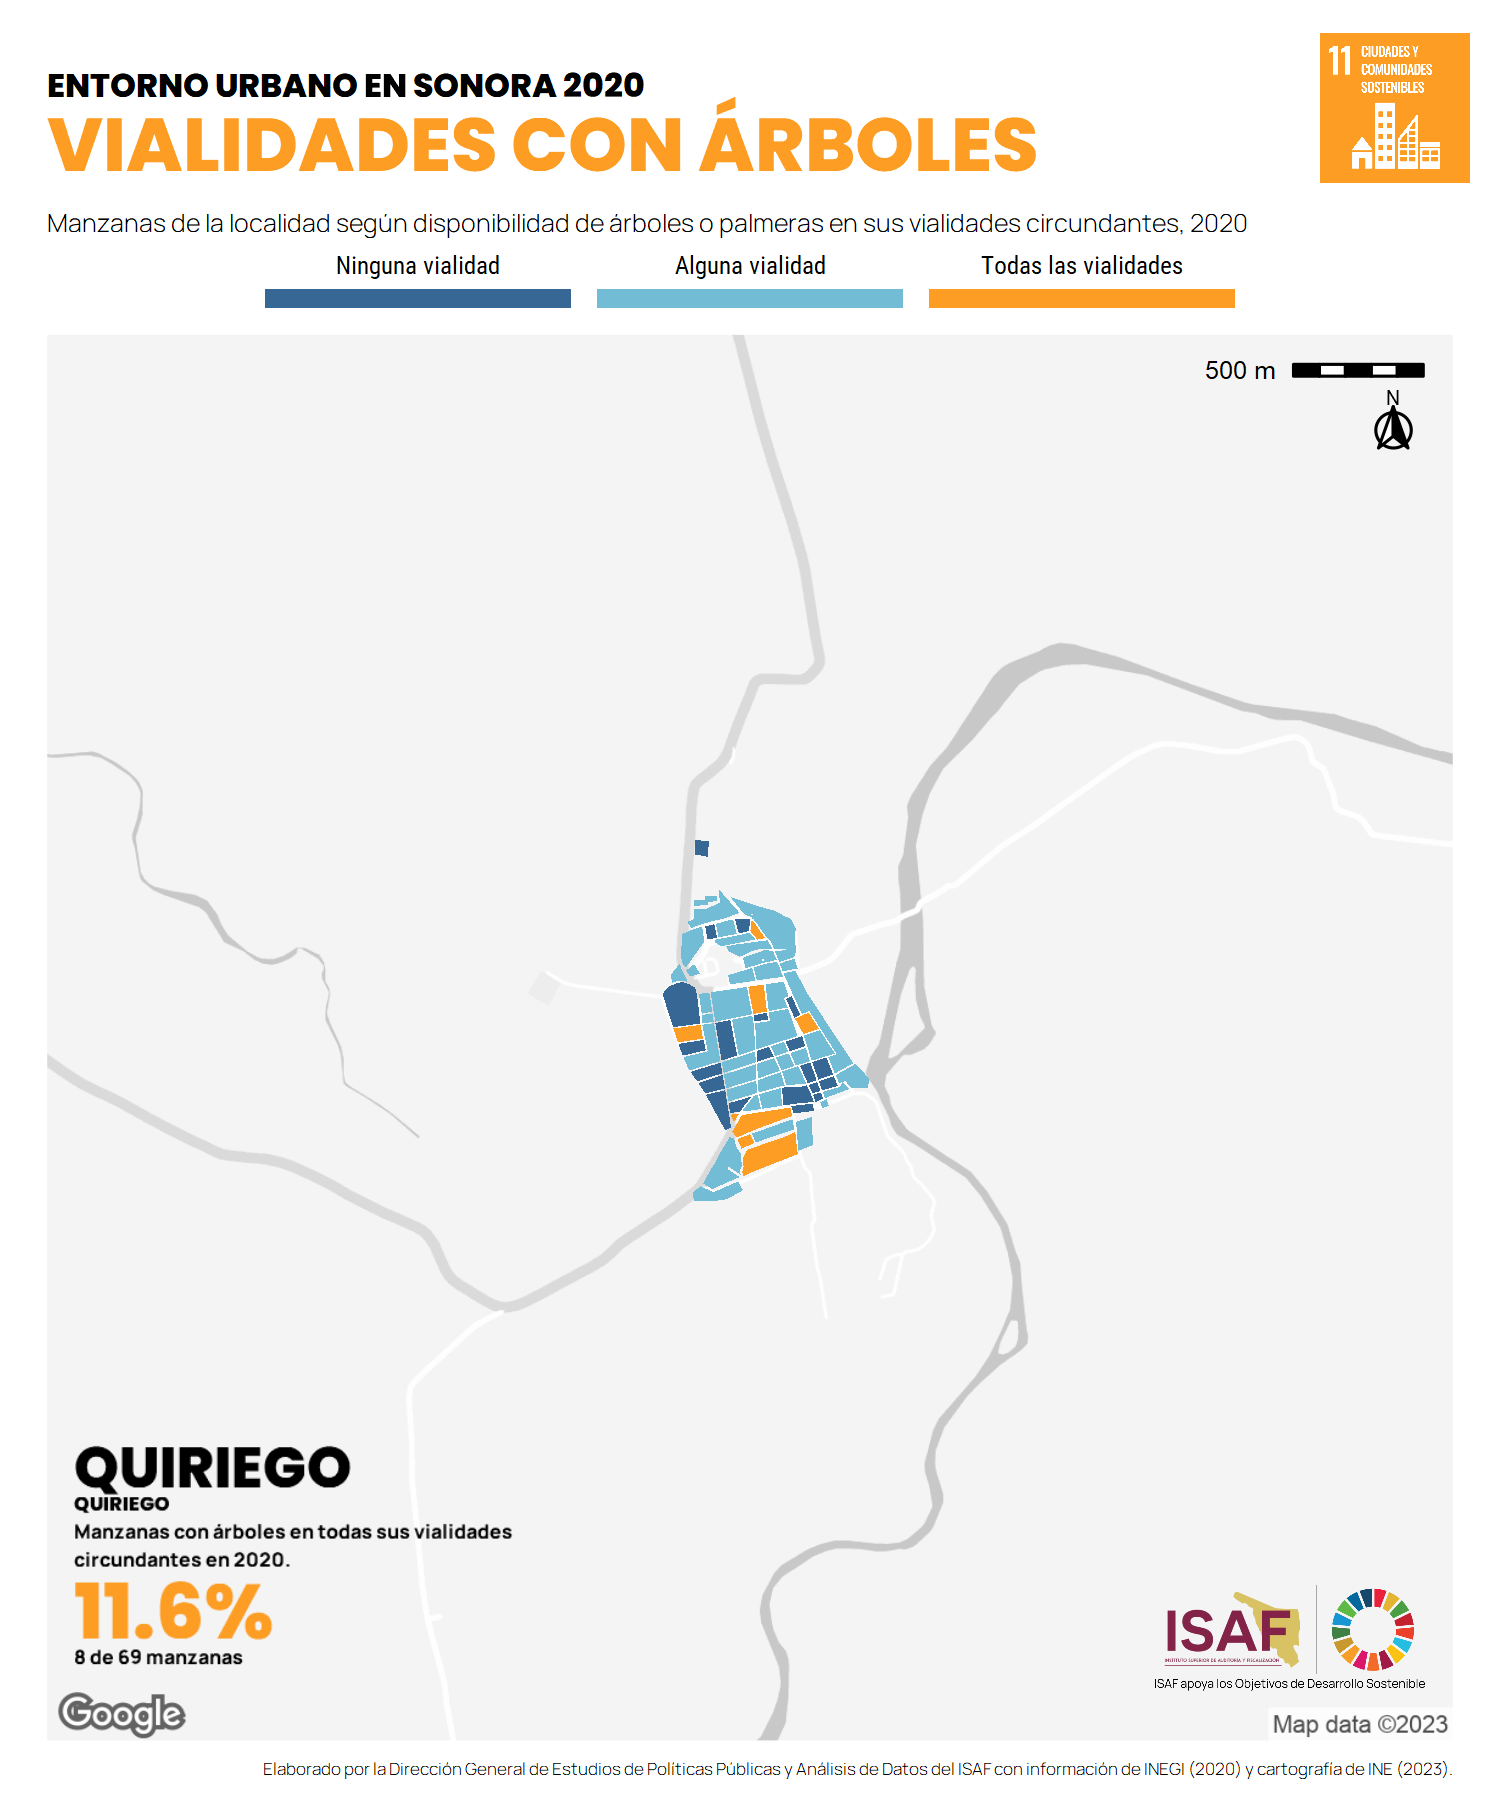 ENTORNO URBANO EN SONORA 2020
VIALIDADES CON ÁRBOLES
11 CIUDADES Y
COMUNIDADES
SOSTENIBLES
Manzanas de la localidad según disponibilidad de árboles o palmeras en sus vialidades circundantes, 2020
Ninguna vialidad
Alguna vialidad
Todas las vialidades
500 m
N
QUIRIEGO
QUIRIEGO
Manzanas con árboles en todas sus vialidades
circundantes en 2020.
11.6%
8 de 69 manzanas
ISAF
INSTITUTO SUPERIOR DE AUDITORÍA Y FISCALIZACIÓN
ISAF apoya los Objetivos de Desarrollo Sostenible
Google
Map data ©2023
Elaborado por la Dirección General de Estudios de Políticas Públicas y Análisis de Datos del ISAF con información de INEGI (2020) y cartografía de INE (2023).